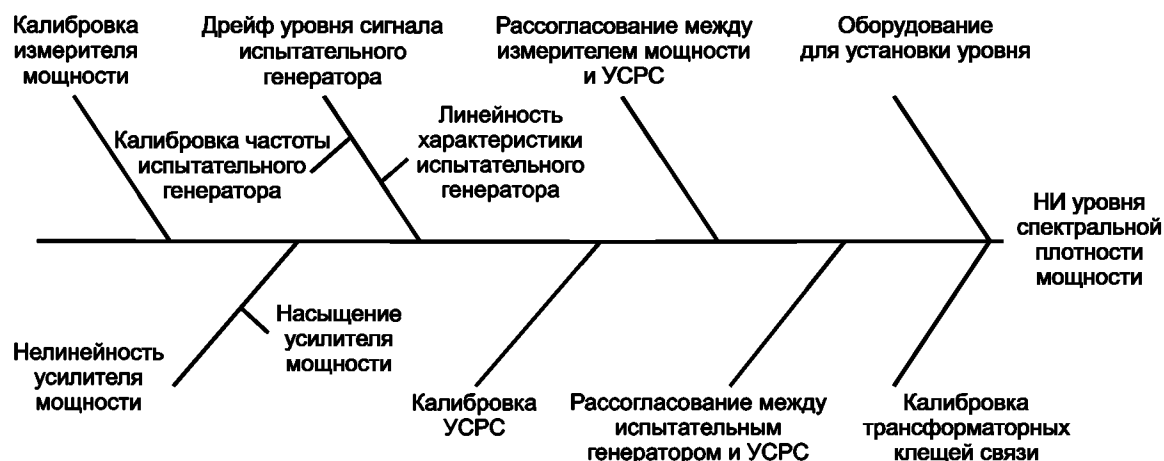 Калибровка
измерителя
мощности
Дрейф уровня сигнала
испытательного
генератора
Рассогласование между
измерителем мощности
и УСРС
Оборудование
для установки уровня
Калибровка частоты
испытательного
генератора
Линейность
характеристики
испытательного
генератора
НИ уровня
спектральной
плотности
мощности
Нелинейность
усилителя
мощности
Насыщение
усилителя
мощности
Калибровка
УСРС
Рассогласование между
испытательным
генератором и УСРС
Калибровка
трансформаторных
клещей связи